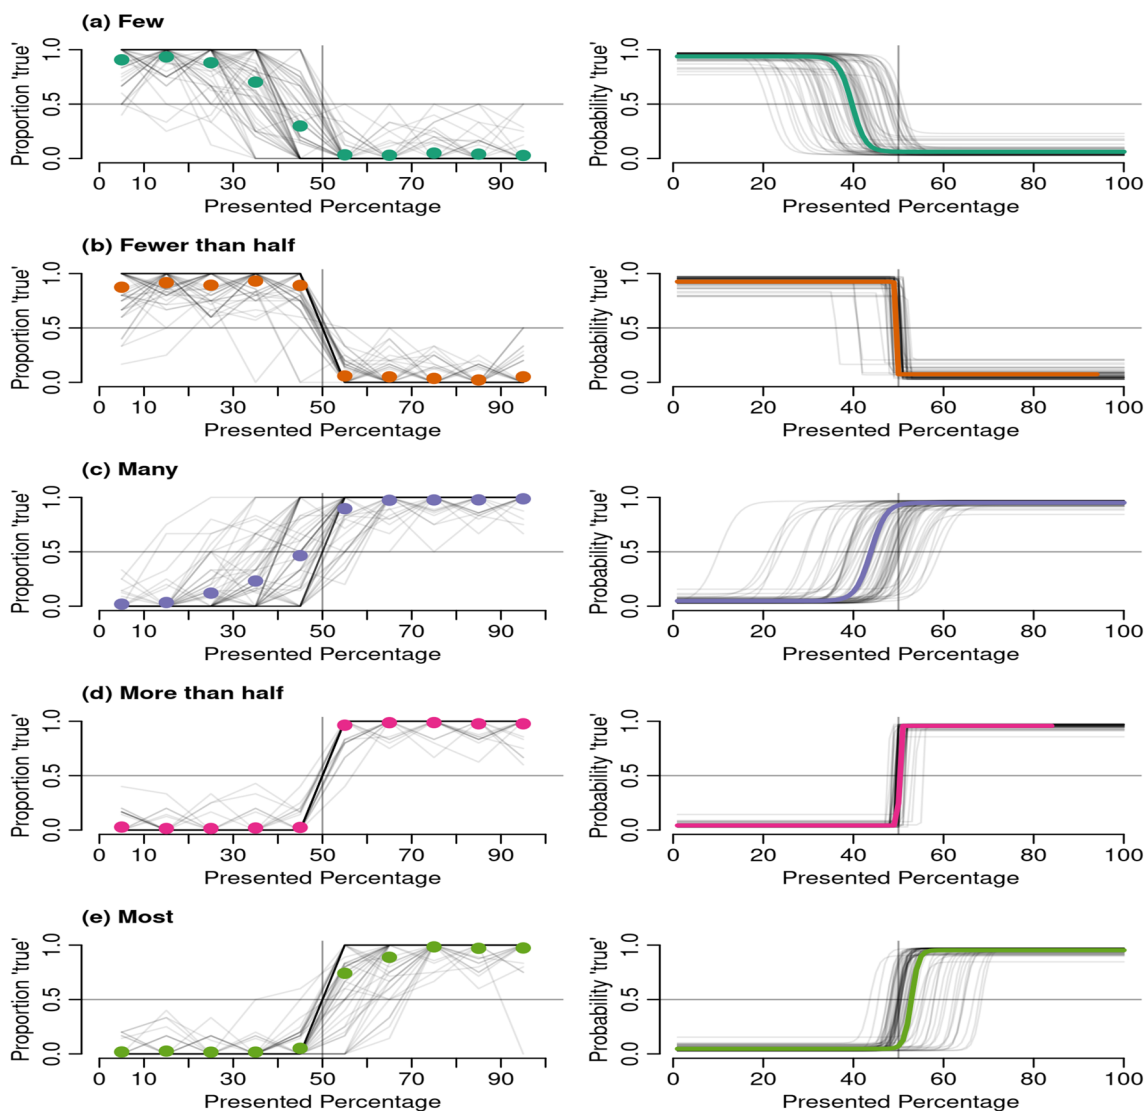 (a) Few
Proportion 'true'
0.0 0.5 1.0
0 10 30 50 70 90
Presented Percentage
Probability 'true'
0.0 0.5 1.0
0 20 40 60 80 100
Presented Percentage
(b) Fewer than half
Proportion 'true'
0.0 0.5 1.0
0 10 30 50 70 90
Presented Percentage
Probability 'true'
0.0 0.5 1.0
0 20 40 60 80 100
Presented Percentage
(c) Many
Proportion 'true'
0.0 0.5 1.0
0 10 30 50 70 90
Presented Percentage
Probability 'true'
0.0 0.5 1.0
0 20 40 60 80 100
Presented Percentage
(d) More than half
Proportion 'true'
0.0 0.5 1.0
0 10 30 50 70 90
Presented Percentage
Probability 'true'
0.0 0.5 1.0
0 20 40 60 80 100
Presented Percentage
(e) Most
Proportion 'true'
0.0 0.5 1.0
0 10 30 50 70 90
Presented Percentage
Probability 'true'
0.0 0.5 1.0
0 20 40 60 80 100
Presented Percentage